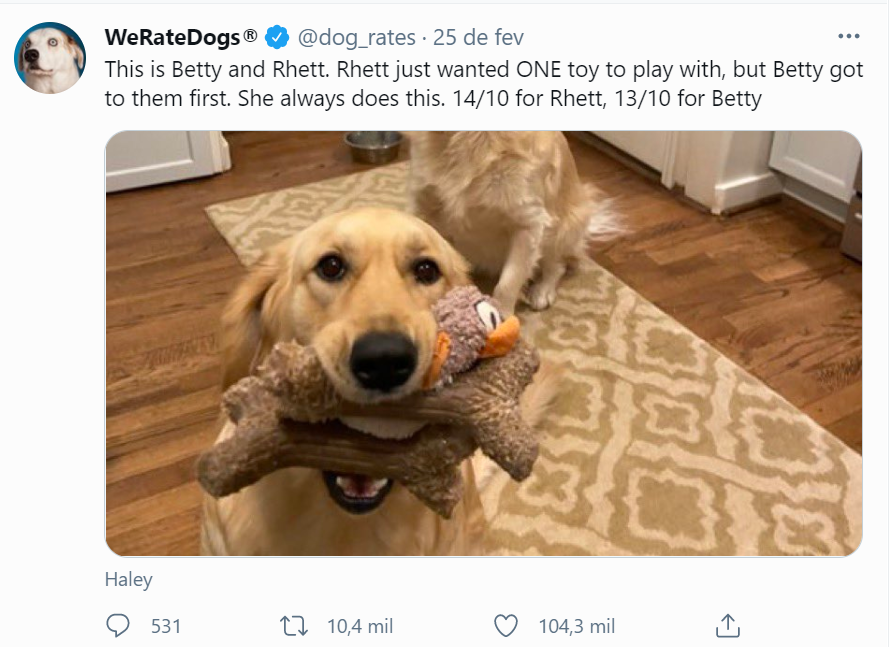 WeRateDogs® @dog_rates · 25 de fev
This is Betty and Rhett. Rhett just wanted ONE toy to play with, but Betty got
to them first. She always does this. 14/10 for Rhett, 13/10 for Betty
Haley
531 10,4 mil 104,3 mil